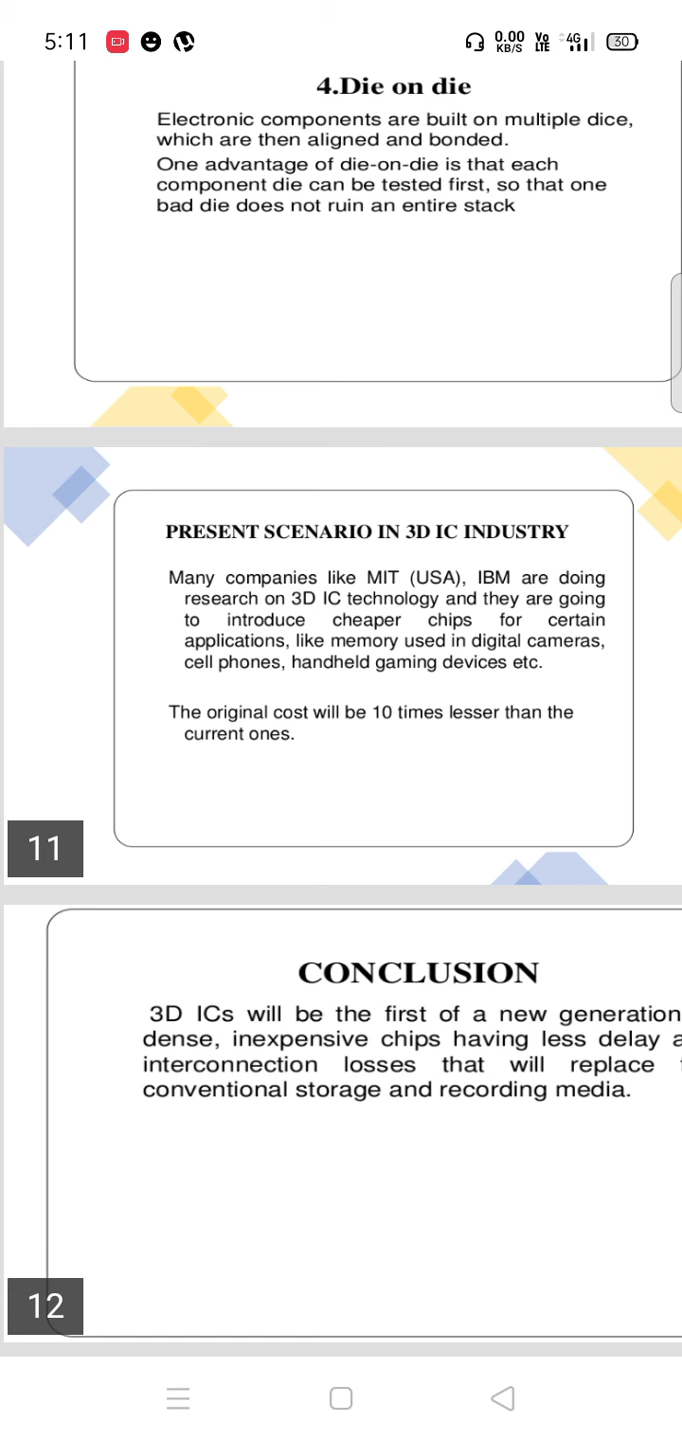 5:11
0.00
KB/S
Vo
LTE
4G
30
4.Die on die
Electronic components are built on multiple dice,
which are then aligned and bonded.
One advantage of die-on-die is that each
component die can be tested first, so that one
bad die does not ruin an entire stack
PRESENT SCENARIO IN 3D IC INDUSTRY
Many companies like MIT (USA), IBM are doing
research on 3D IC technology and they are going
to introduce cheaper chips for certain
applications, like memory used in digital cameras,
cell phones, handheld gaming devices etc.
The original cost will be 10 times lesser than the
current ones.
11
CONCLUSION
3D ICs will be the first of a new generation
dense, inexpensive chips having less delay
interconnection losses that will replace
conventional storage and recording media.
12